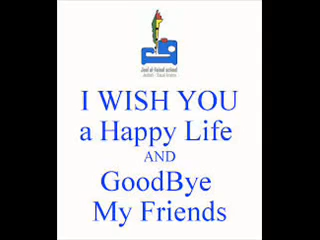 I WISH YOU
a Happy Life
AND
GoodBye
My Friends